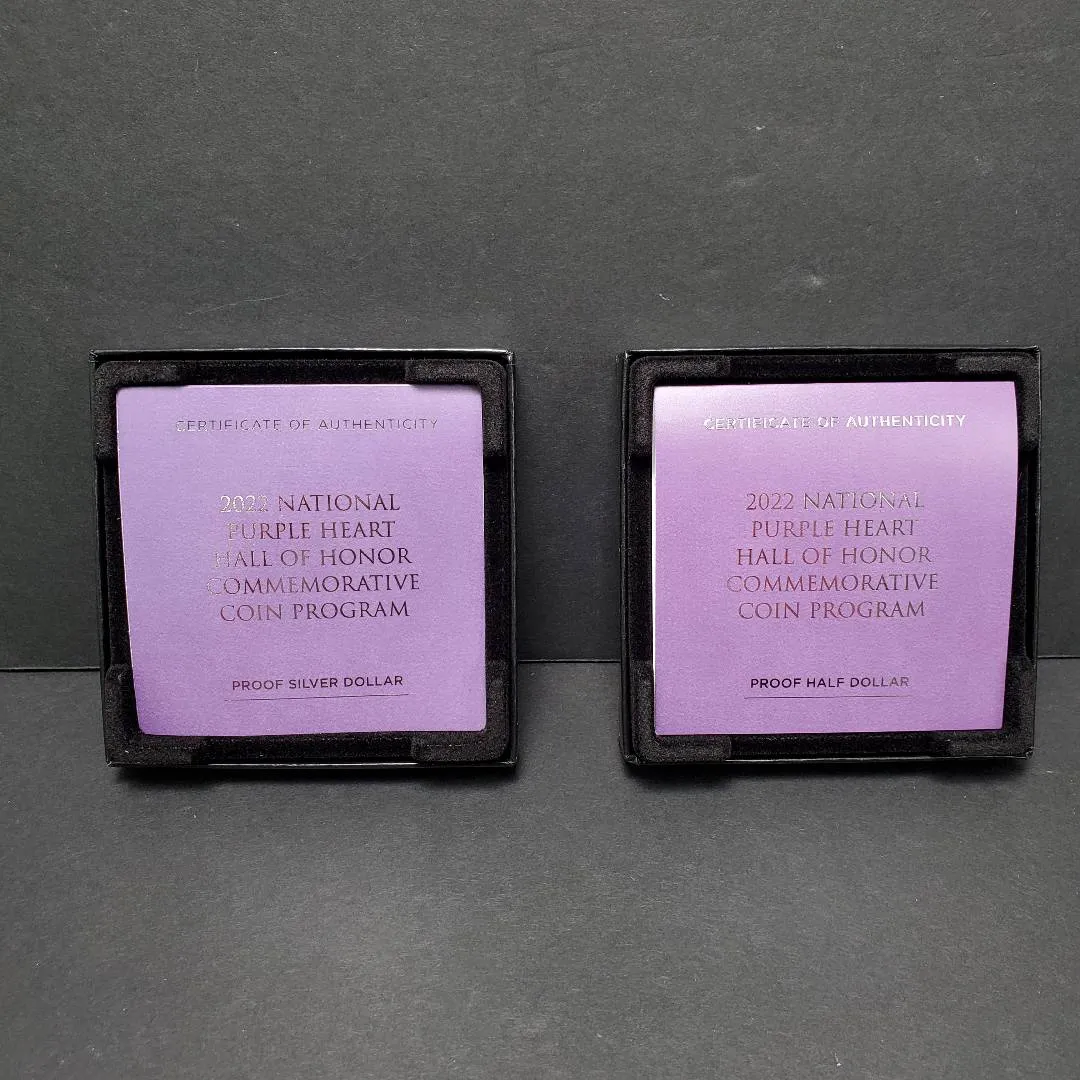 CERTIFICATE OF AUTHENTICITY
2022 NATIONAL
PURPLE HEART
HALL OF HONOR
COMMEMORATIVE
COIN PROGRAM
PROOF SILVER DOLLAR
CERTIFICATE OF AUTHENTICITY
2022 NATIONAL
PURPLE HEART
HALL OF HONOR
COMMEMORATIVE
COIN PROGRAM
PROOF HALF DOLLAR